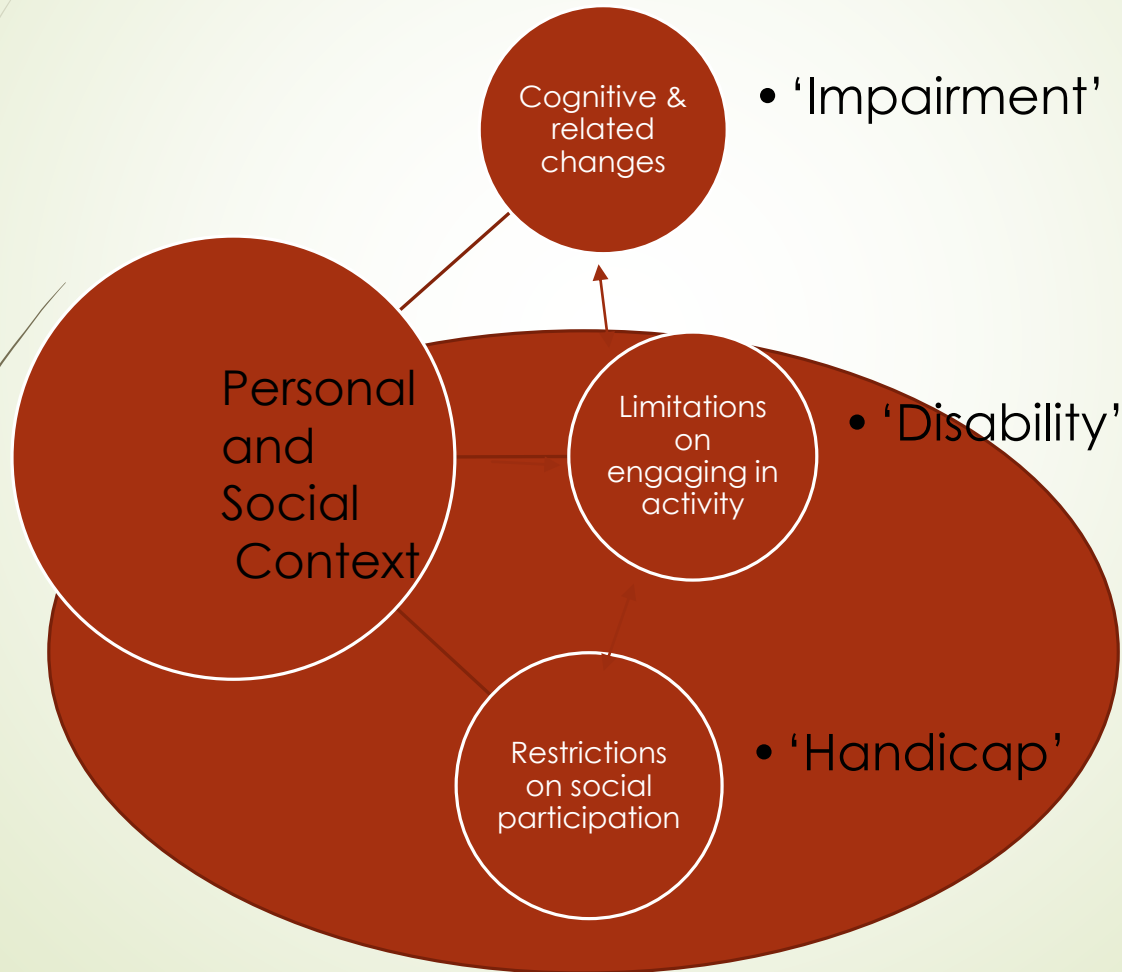 Cognitive &
related
changes
• ‘Impairment’
Personal
and
Social
Context
Limitations
on
engaging in
activity
• ‘Disability’
Restrictions
on social
participation
• ‘Handicap’